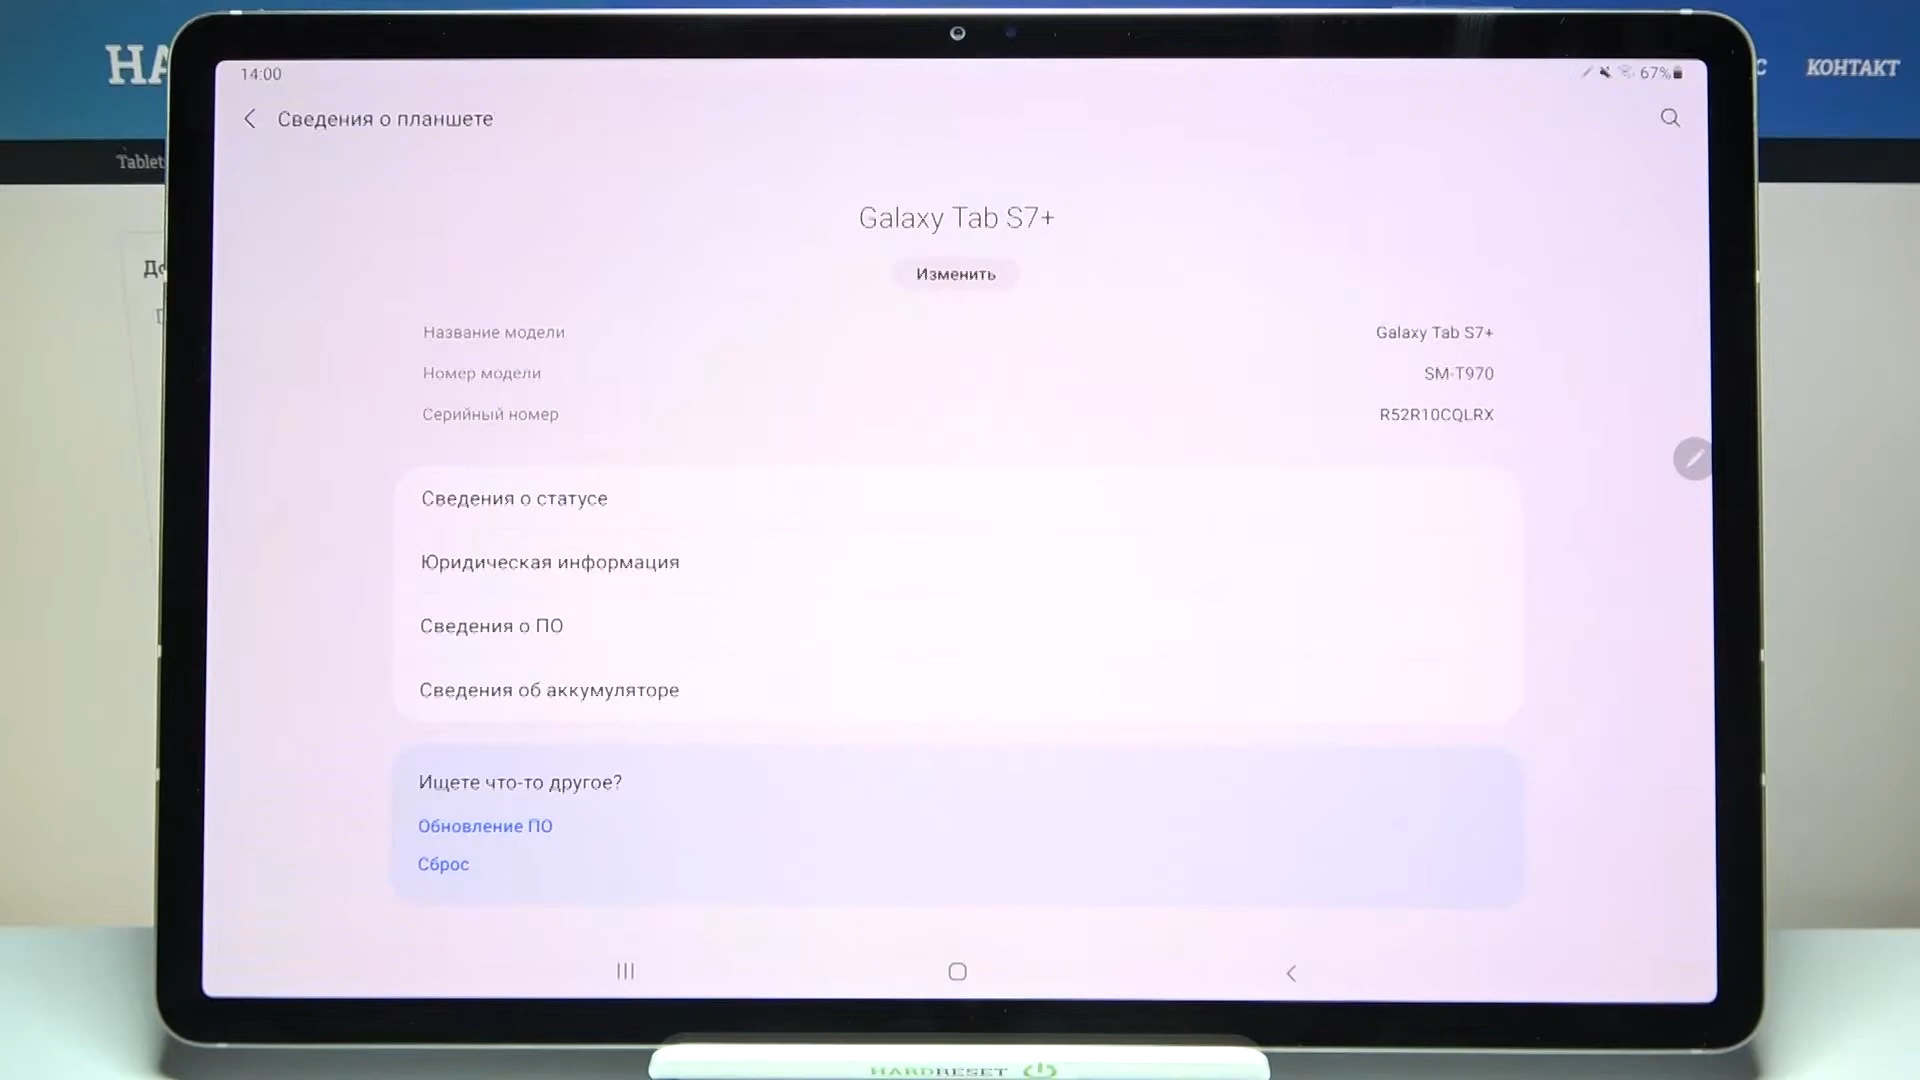 HA
С КОНТАКТ
Tablet
14:00
67%
Сведения о планшете
Galaxy Tab S7+
Изменить
Название модели Galaxy Tab S7+
Номер модели SM-T970
Серийный номер R52R10CQLRX
Сведения о статусе
Юридическая информация
Сведения о ПО
Сведения об аккумуляторе
Ищете что-то другое?
Обновление ПО
Сброс
HARDRESET